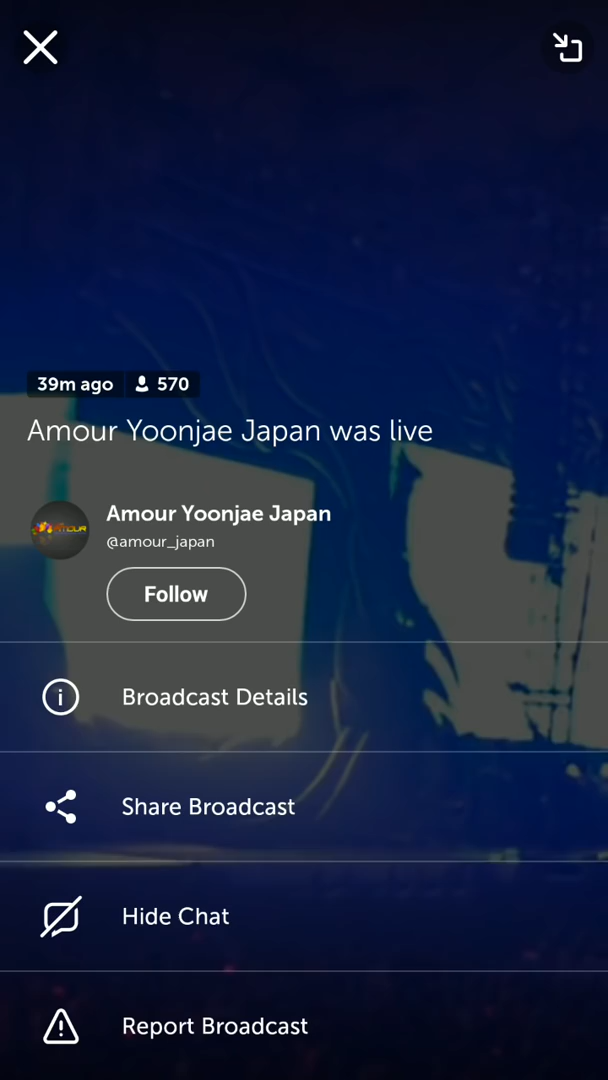 39m ago 570
Amour Yoonjae Japan was live
Amour Yoonjae Japan
@amour_japan
Follow
Broadcast Details
Share Broadcast
Hide Chat
Report Broadcast